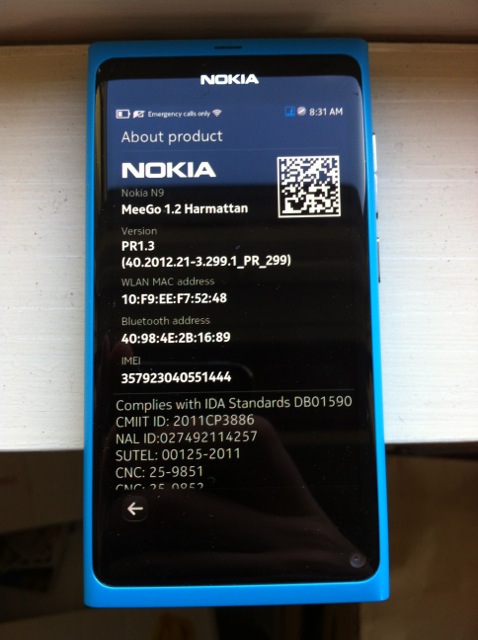 NOKIA
Emergency calls only 8:31 AM
About product
NOKIA
Nokia N9
MeeGo 1.2 Harmattan
Version
PR1.3
(40.2012.21-3.299.1_PR_299)
WLAN MAC address
10:F9:EE:F7:52:48
Bluetooth address
40:98:4E:2B:16:89
IMEI
357923040551444
Complies with IDA Standards DB01590
CMIIT ID: 2011CP3886
NAL ID:027492114257
SUTEL: 00125-2011
CNC: 25-9851
CNC: 25-9852